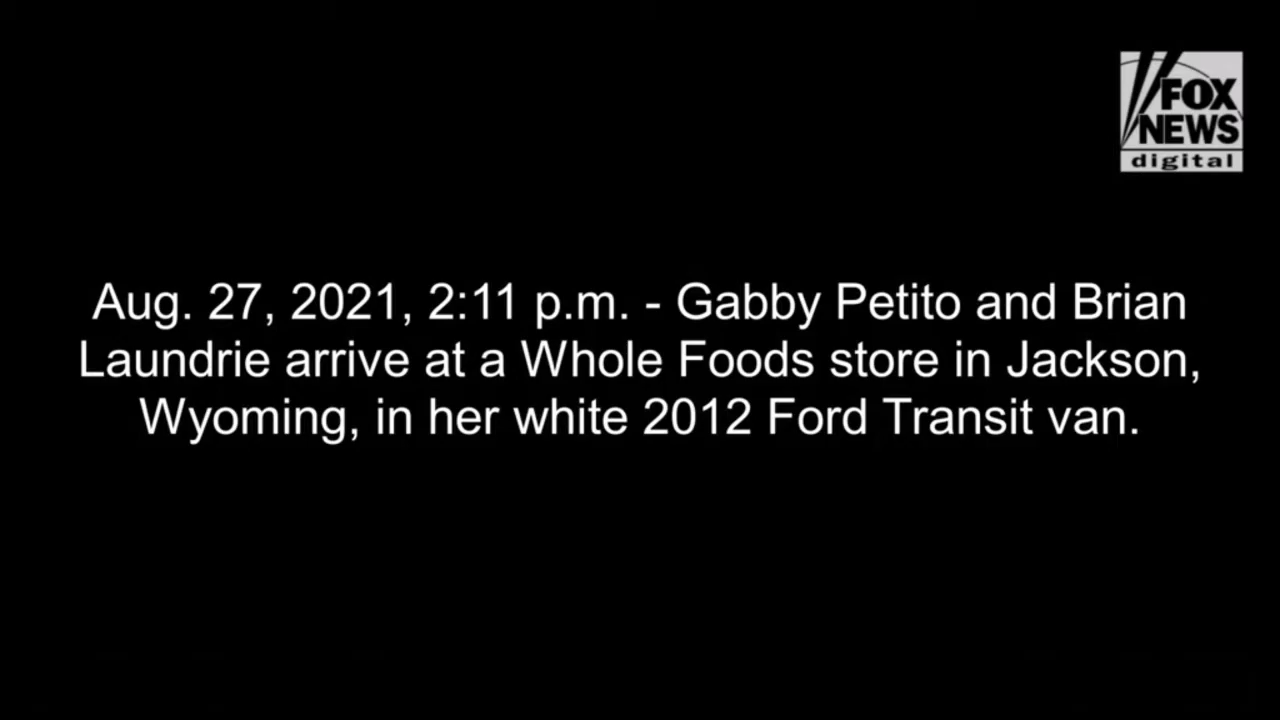 FOX
NEWS
digital
Aug. 27, 2021, 2:11 p.m. - Gabby Petito and Brian
Laundrie arrive at a Whole Foods store in Jackson,
Wyoming, in her white 2012 Ford Transit van.